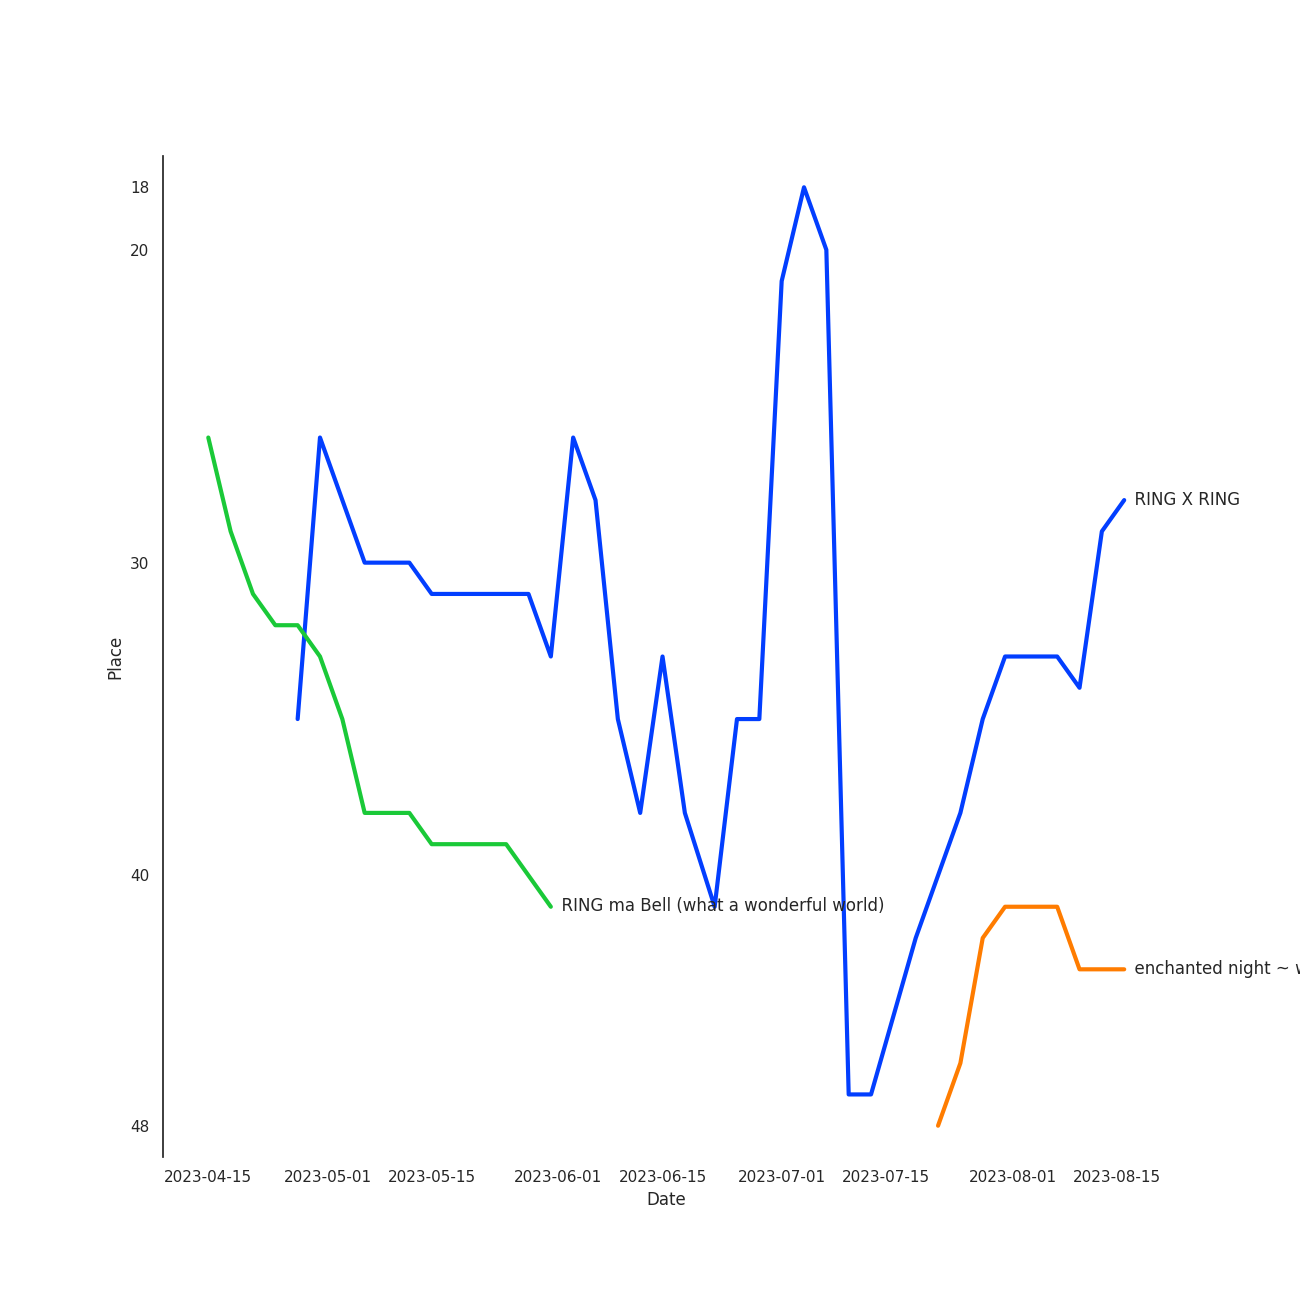 18
20
30
40
48
Place
RING X RING
RING ma Bell (what a wonderful world)
enchanted night ~
2023-04-15 2023-05-01 2023-05-15 2023-06-01 2023-06-15 2023-07-01 2023-07-15 2023-08-01 2023-08-15
Date